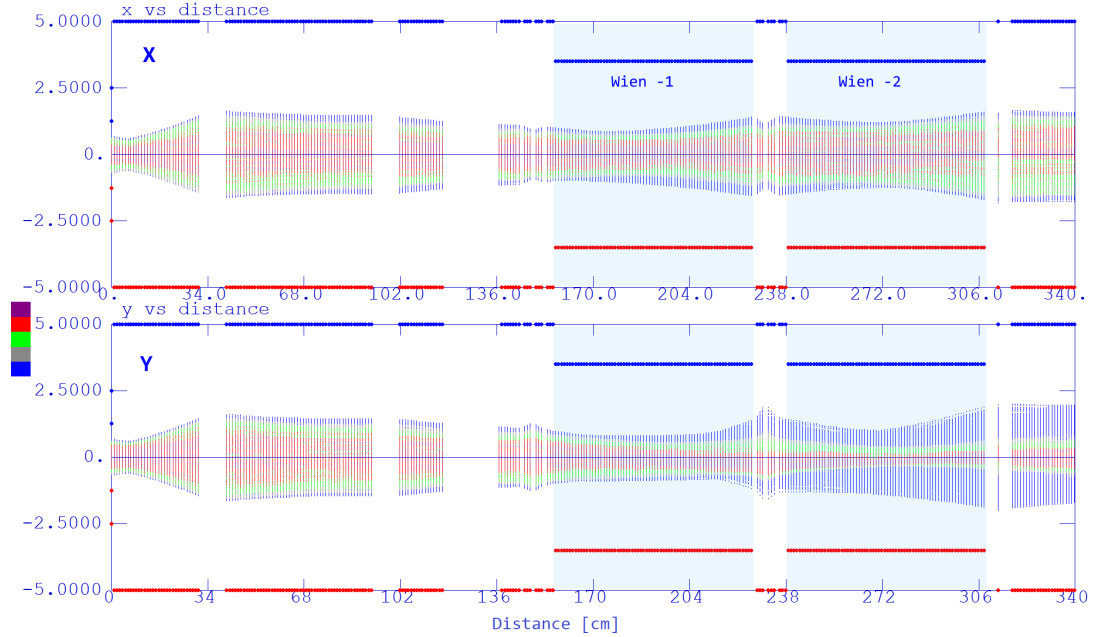 x vs distance
5.0000
X
Wien -1 Wien -2
2.5000
0.
-2.5000
-5.0000
0. 34.0 68.0 102.0 136.0 170.0 204.0 238.0 272.0 306.0 340.
y vs distance
5.0000
Y
2.5000
0.
-2.5000
-5.0000
0 34 68 102 136 170 204 238 272 306 340
Distance [cm]